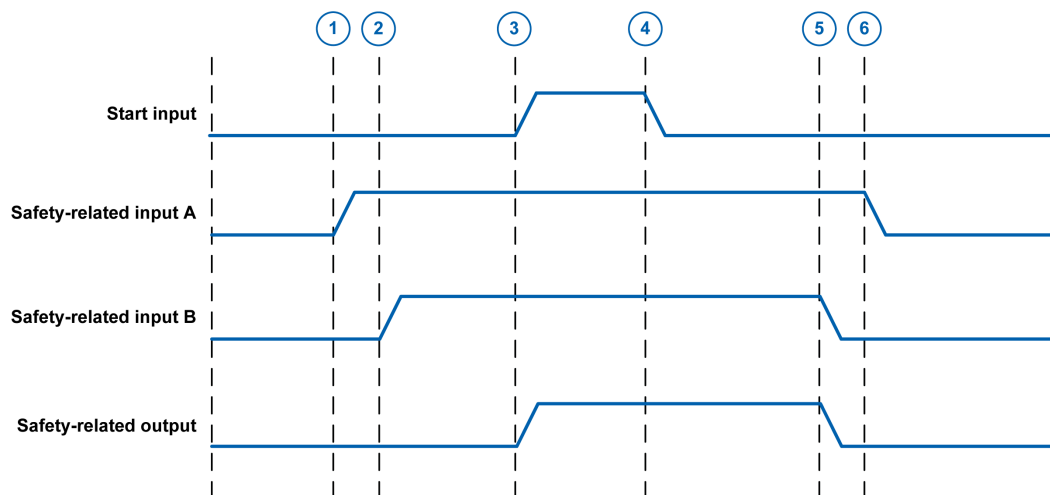 1 2 3 4 5 6
Start input
Safety-related input A
Safety-related input B
Safety-related output